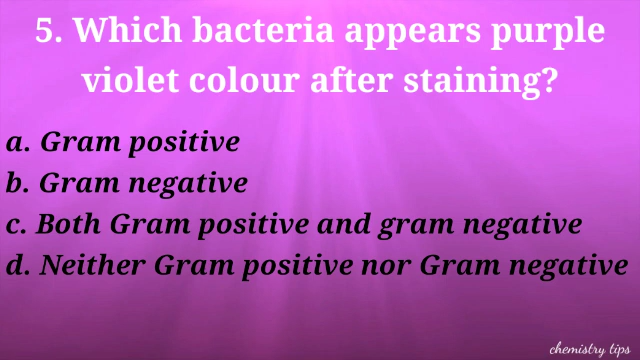 5. Which bacteria appears purple
violet colour after staining?
a. Gram positive
b. Gram negative
c. Both Gram positive and gram negative
d. Neither Gram positive nor Gram negative
chemistry tips